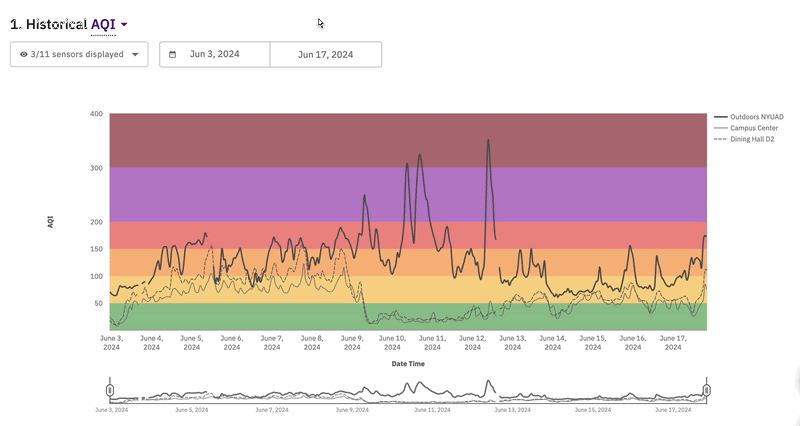 1. Historical AQI
3/11 sensors displayed
Jun 3, 2024
Jun 17, 2024
400
300
200
150
100
50
AQI
Outdoors NYUAD
Campus Center
Dining Hall D2
June 3, 2024
June 4, 2024
June 5, 2024
June 6, 2024
June 7, 2024
June 8, 2024
June 9, 2024
June 10, 2024
June 11, 2024
June 12, 2024
June 13, 2024
June 14, 2024
June 15, 2024
June 16, 2024
June 17, 2024
Date Time
June 3, 2024
June 5, 2024
June 7, 2024
June 9, 2024
June 11, 2024
June 13, 2024
June 15, 2024
June 17, 2024